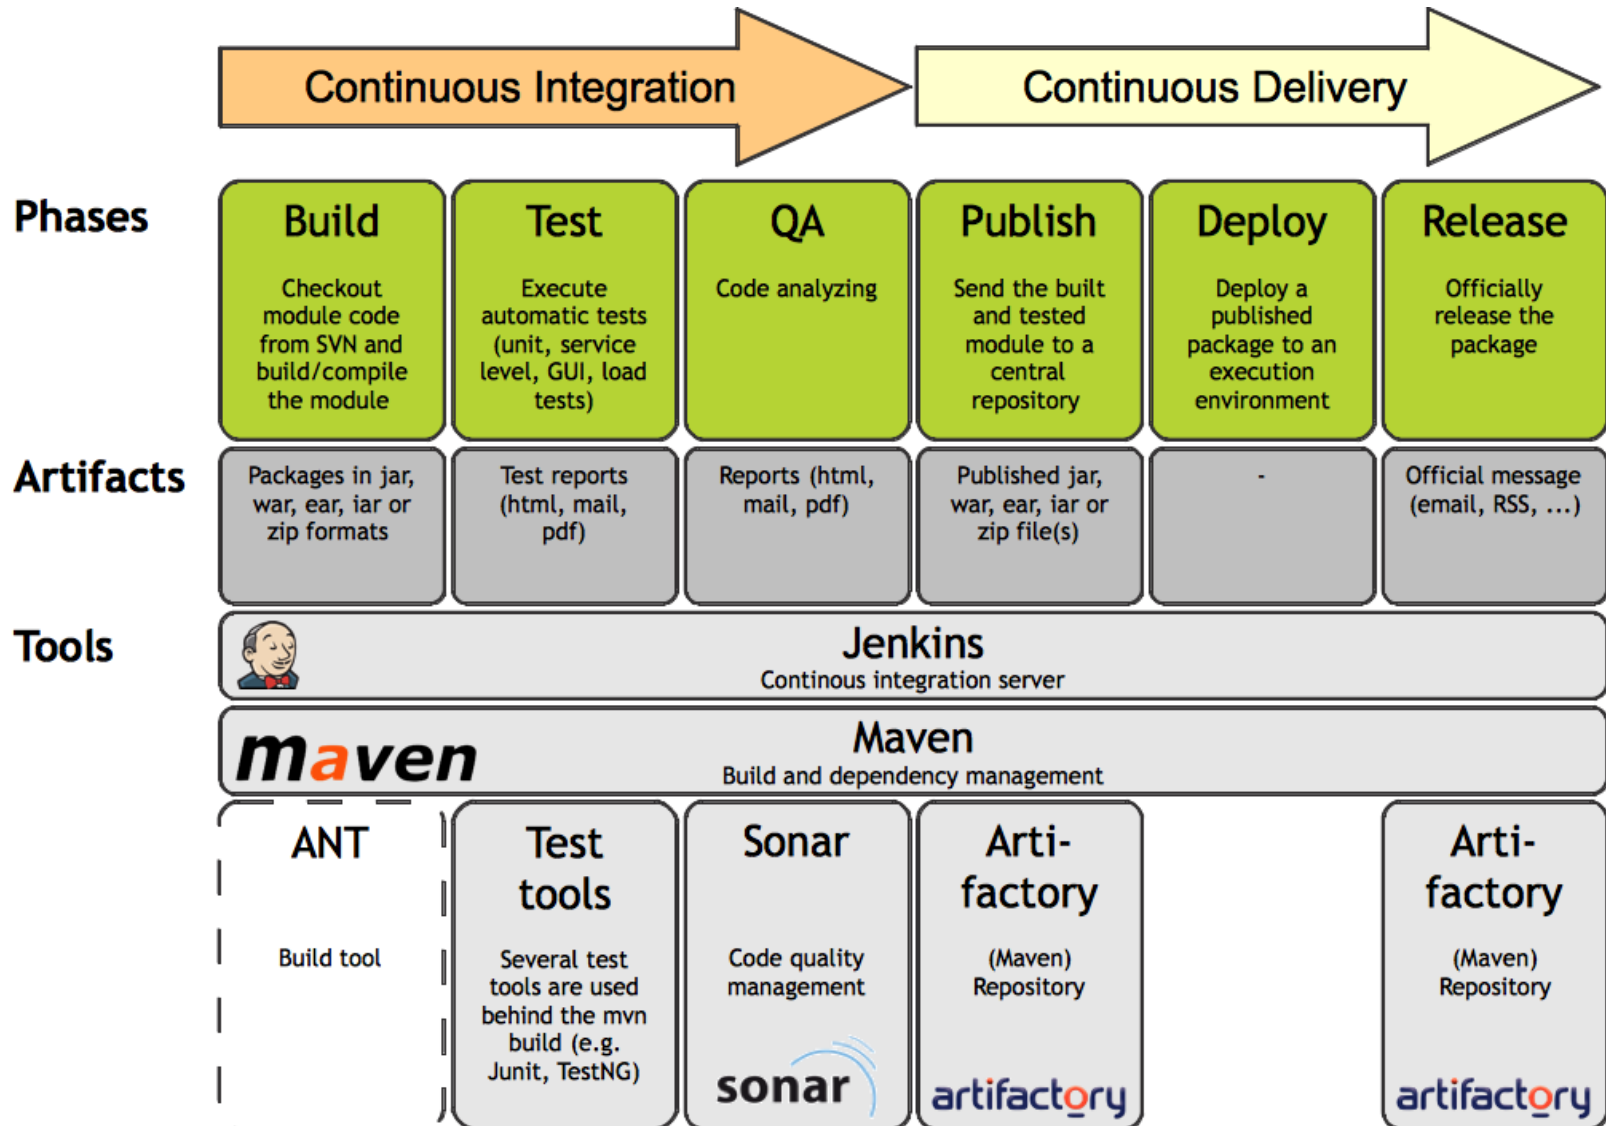 Continuous Integration
Continuous Delivery
Phases
Build
Checkout
module code
from SVN and
build/compile
the module
Test
Execute
automatic tests
(unit, service
level, GUI, load
tests)
QA
Code analyzing
Publish
Send the built
and tested
module to a
central
repository
Deploy
Deploy a
published
package to an
execution
environment
Release
Officially
release the
package
Artifacts
Packages in jar,
war, ear, iar or
zip formats
Test reports
(html, mail,
pdf)
Reports (html,
mail, pdf)
Published jar,
war, ear, iar or
zip file(s)
-
Official message
(email, RSS, ...)
Tools
Jenkins
Continous integration server
maven
Maven
Build and dependency management
ANT
Build tool
Test
tools
Several test
tools are used
behind the mvn
build (e.g.
Junit, TestNG)
Sonar
Code quality
management
sonar
Arti-
factory
(Maven)
Repository
artifactory
Arti-
factory
(Maven)
Repository
artifactory